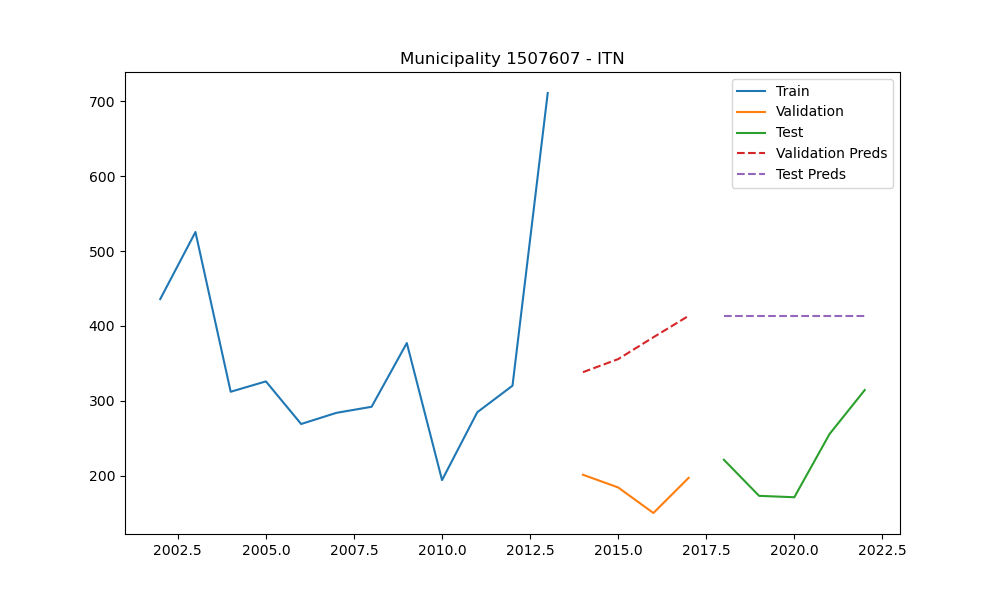 Municipality 1507607 - ITN
700
600
500
400
300
200
2002.5 2005.0 2007.5 2010.0 2012.5 2015.0 2017.5 2020.0 2022.5
Train
Validation
Test
Validation Preds
Test Preds